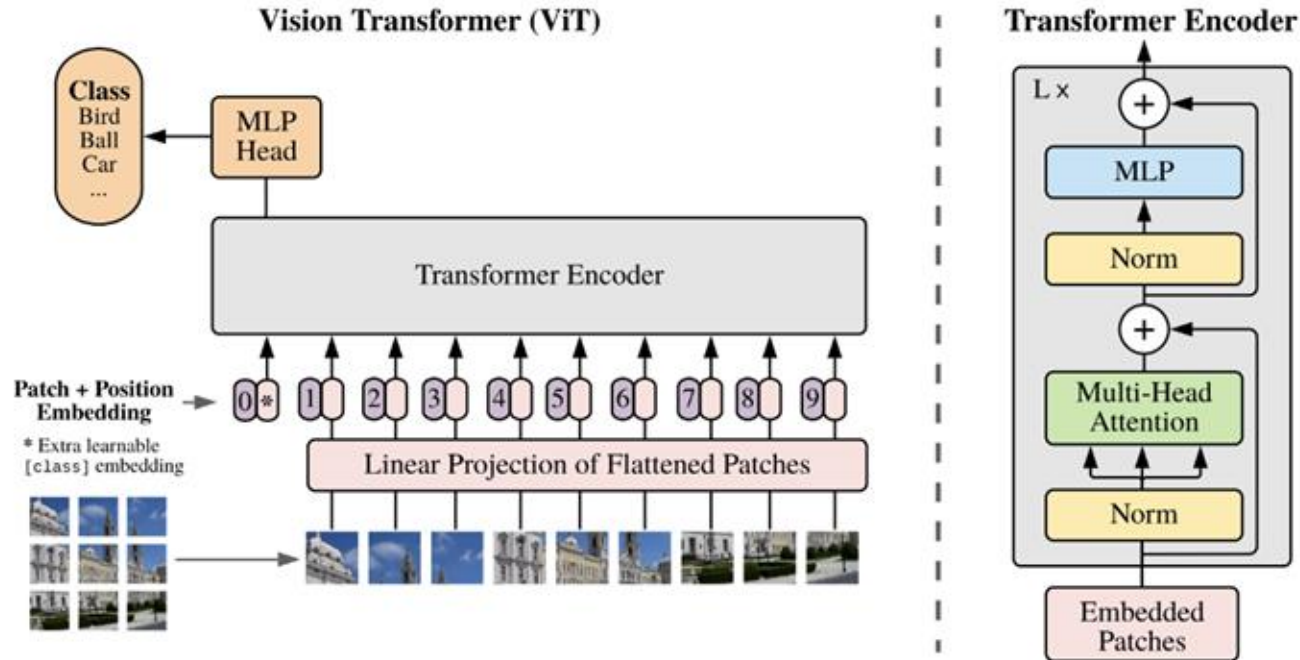 Vision Transformer (ViT)
Class
Bird
Ball
Car
...
MLP
Head
Transformer Encoder
Patch + Position
Embedding
* Extra learnable
[class] embedding
0 * 1 2 3 4 5 6 7 8 9
Linear Projection of Flattened Patches
Transformer Encoder
L ×
+
MLP
Norm
+
Multi-Head
Attention
Norm
Embedded
Patches